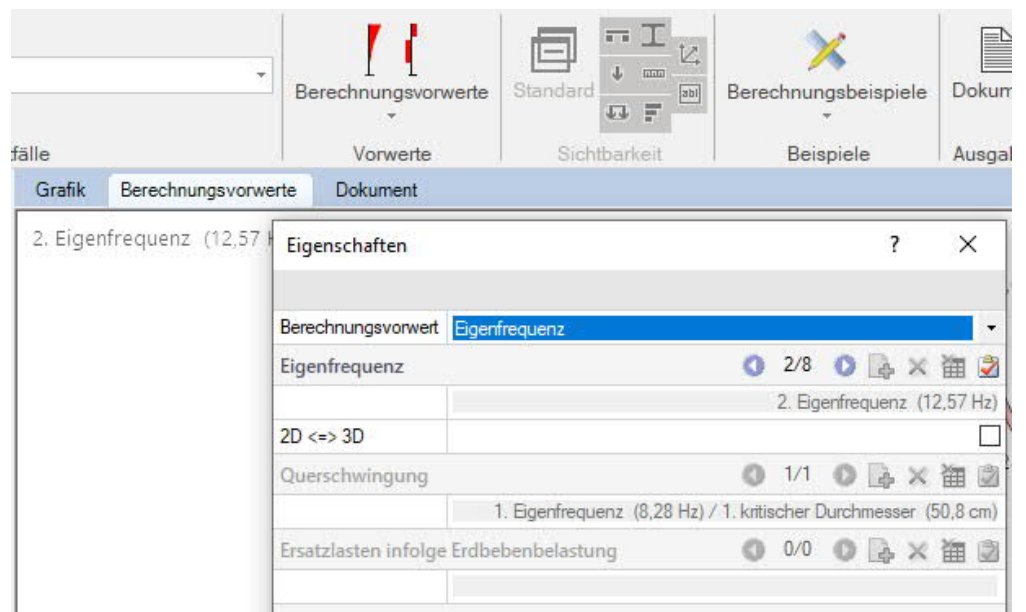 Berechnungsvorwerte
Standard
abl
Berechnungsbeispiele
fälle
Vorwerte
Sichtbarkeit
Beispiele
Grafik Berechnungsvorwerte Dokument
2. Eigenfrequenz (12,57
Eigenschaften ? ×
Berechnungsvorwert Eigenfrequenz
Eigenfrequenz 2/8
2. Eigenfrequenz (12,57 Hz)
2D <=> 3D
Querschwingung 1/1
1. Eigenfrequenz (8,28 Hz) / 1. kritischer Durchmesser (50,8 cm)
Ersatzlasten infolge Erdbebenbelastung 0/0